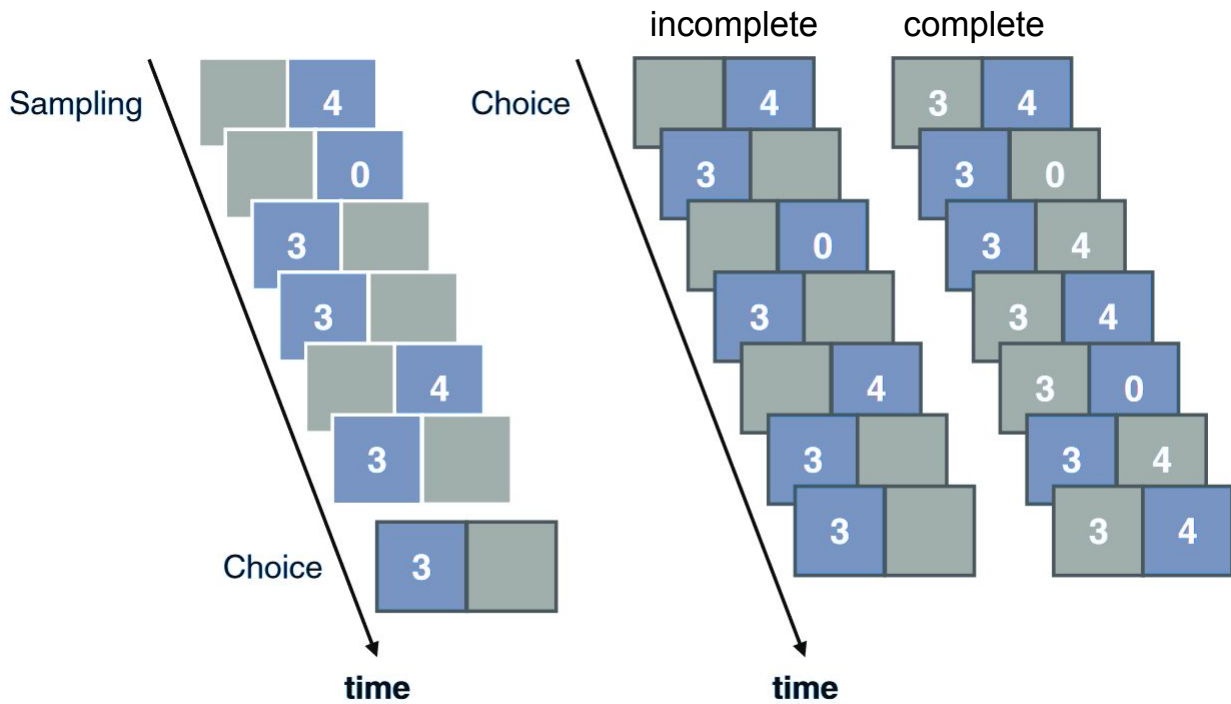 incomplete complete
Sampling 4 Choice 4 3 4
0 3 3 0
3 0 3 4
3 3 3 4
4 4 3 0
3 3 3 4
3 3 4
Choice 3
time time